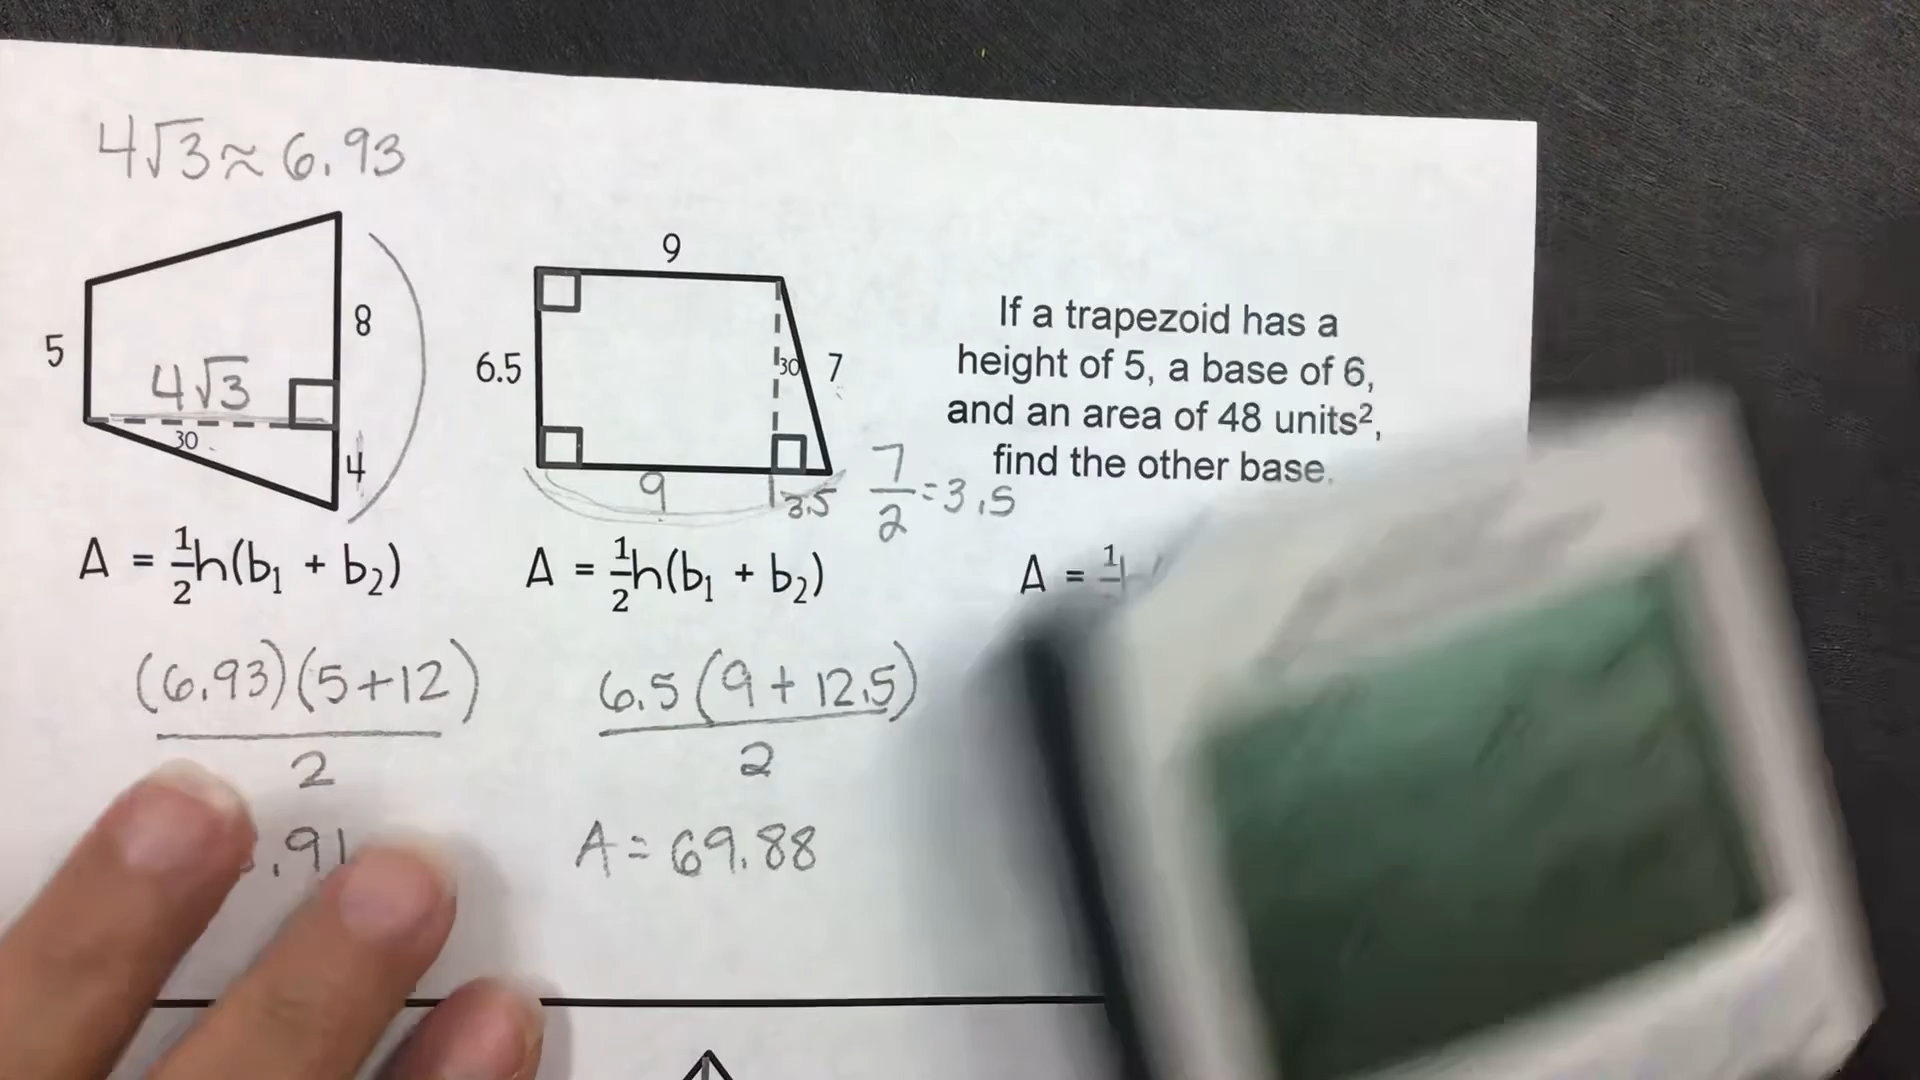 4√3 ≈ 6.93
5
8
4√3
30
4
9
6.5
30
7
9
3.5
7/2 = 3.5
If a trapezoid has a
height of 5, a base of 6,
and an area of 48 units²,
find the other base.
A = ½h(b₁ + b₂)
A = ½h(b₁ + b₂)
A = ½
(6.93)(5+12)
2
6.5(9+12.5)
2
.91
A = 69.88